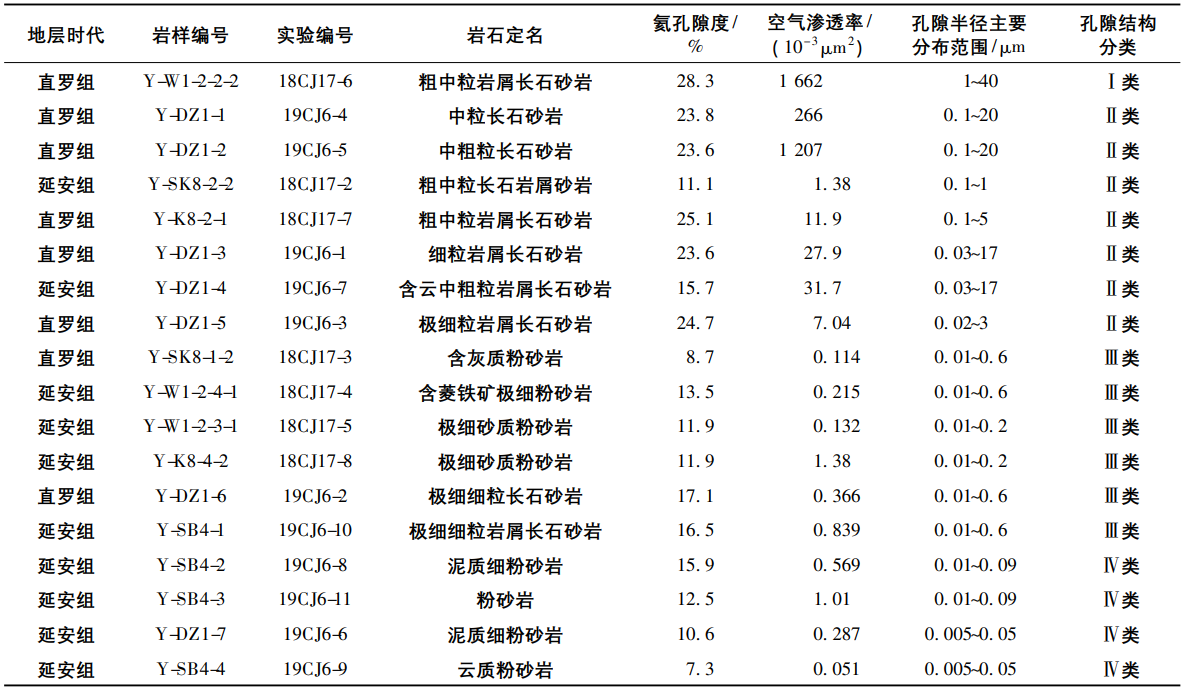 地层时代 岩样编号 实验编号 岩石定名 氦孔隙度/% 空气渗透率/(10⁻³μm²) 孔隙半径主要分布范围/μm 孔隙结构分类
直罗组 Y-W1-2-2-2 18CJ17-6 粗中粒岩屑长石砂岩 28.3 1 662 1~40 Ⅰ类
直罗组 Y-DZ1-1 19CJ6-4 中粒长石砂岩 23.8 266 0.1~20 Ⅱ类
直罗组 Y-DZ1-2 19CJ6-5 中粗粒长石砂岩 23.6 1 207 0.1~20 Ⅱ类
延安组 Y-SK8-2-2 18CJ17-2 粗中粒长石岩屑砂岩 11.1 1.38 0.1~1 Ⅱ类
直罗组 Y-K8-2-1 18CJ17-7 粗中粒岩屑长石砂岩 25.1 11.9 0.1~5 Ⅱ类
直罗组 Y-DZ1-3 19CJ6-1 细粒岩屑长石砂岩 23.6 27.9 0.03~17 Ⅱ类
延安组 Y-DZ1-4 19CJ6-7 含云中粗粒岩屑长石砂岩 15.7 31.7 0.03~17 Ⅱ类
直罗组 Y-DZ1-5 19CJ6-3 极细粒岩屑长石砂岩 24.7 7.04 0.02~3 Ⅱ类
直罗组 Y-SK8-1-2 18CJ17-3 含灰质粉砂岩 8.7 0.114 0.01~0.6 Ⅲ类
延安组 Y-W1-2-4-1 18CJ17-4 含菱铁矿极细粉砂岩 13.5 0.215 0.01~0.6 Ⅲ类
延安组 Y-W1-2-3-1 18CJ17-5 极细砂质粉砂岩 11.9 0.132 0.01~0.2 Ⅲ类
延安组 Y-K8-4-2 18CJ17-8 极细砂质粉砂岩 11.9 1.38 0.01~0.2 Ⅲ类
直罗组 Y-DZ1-6 19CJ6-2 极细细粒长石砂岩 17.1 0.366 0.01~0.6 Ⅲ类
延安组 Y-SB4-1 19CJ6-10 极细细粒岩屑长石砂岩 16.5 0.839 0.01~0.6 Ⅲ类
延安组 Y-SB4-2 19CJ6-8 泥质细粉砂岩 15.9 0.569 0.01~0.09 Ⅳ类
延安组 Y-SB4-3 19CJ6-11 粉砂岩 12.5 1.01 0.01~0.09 Ⅳ类
延安组 Y-DZ1-7 19CJ6-6 泥质细粉砂岩 10.6 0.287 0.005~0.05 Ⅳ类
延安组 Y-SB4-4 19CJ6-9 云质粉砂岩 7.3 0.051 0.005~0.05 Ⅳ类